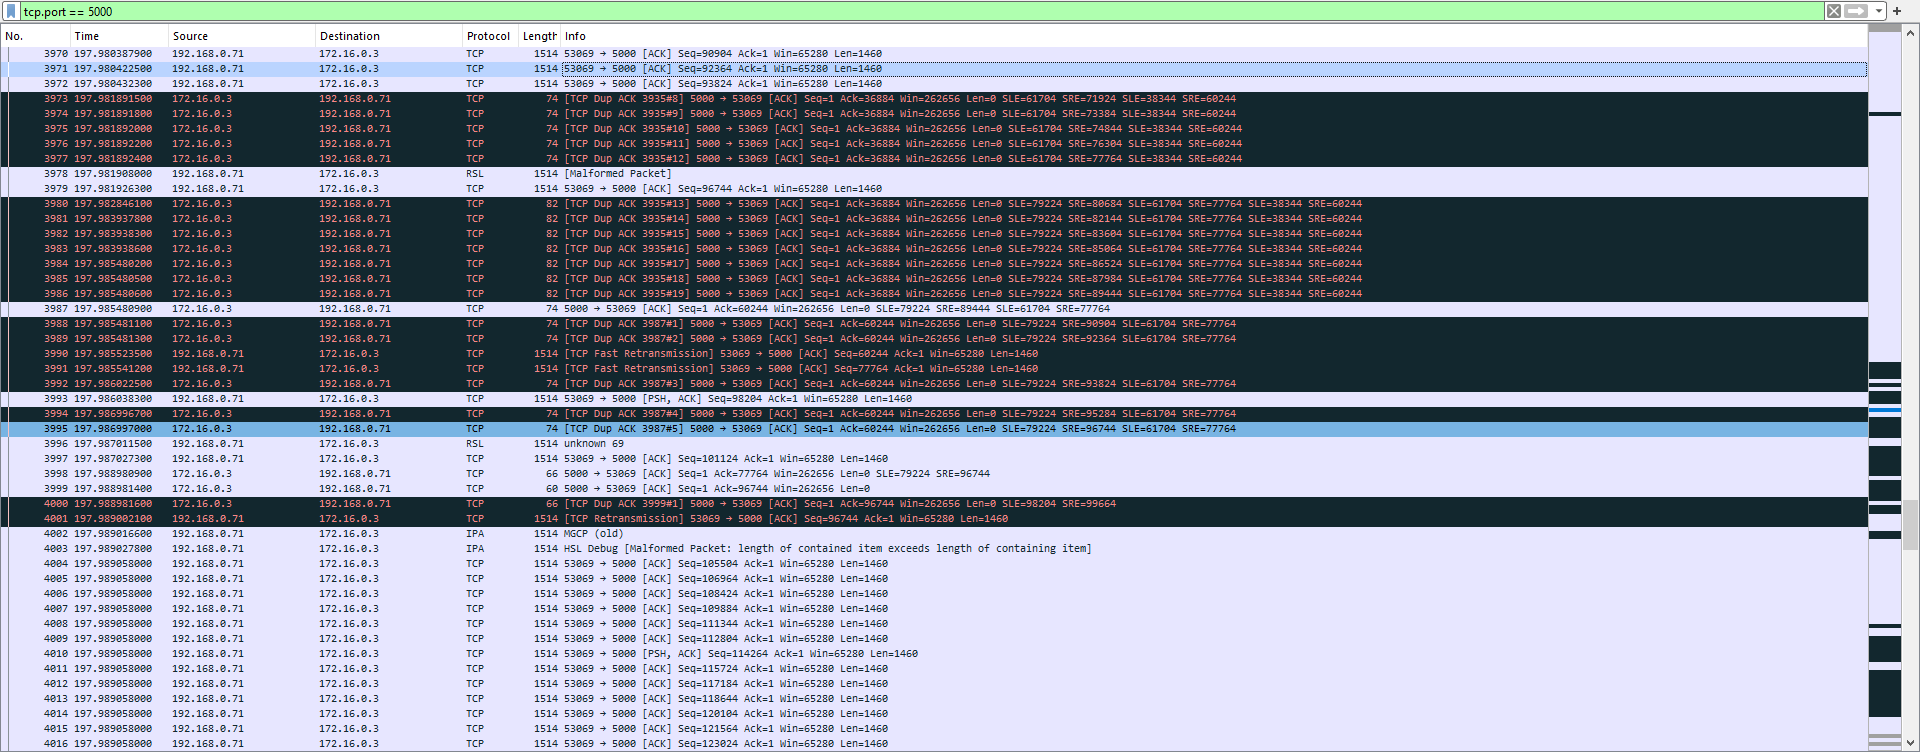 tcp.port == 5000
No. Time Source Destination Protocol Length Info
3970 197.980387900 192.168.0.71 172.16.0.3 TCP 1514 53069 → 5000 [ACK] Seq=90904 Ack=1 Win=65280 Len=1460
3971 197.980422500 192.168.0.71 172.16.0.3 TCP 1514 53069 → 5000 [ACK] Seq=92364 Ack=1 Win=65280 Len=1460
3972 197.980432300 192.168.0.71 172.16.0.3 TCP 1514 53069 → 5000 [ACK] Seq=93824 Ack=1 Win=65280 Len=1460
3973 197.981891500 172.16.0.3 192.168.0.71 TCP 74 [TCP Dup ACK 3935#8] 5000 → 53069 [ACK] Seq=1 Ack=36884 Win=262656 Len=0 SLE=61704 SRE=71924 SLE=38344 SRE=60244
3974 197.981891800 172.16.0.3 192.168.0.71 TCP 74 [TCP Dup ACK 3935#9] 5000 → 53069 [ACK] Seq=1 Ack=36884 Win=262656 Len=0 SLE=61704 SRE=73384 SLE=38344 SRE=60244
3975 197.981892000 172.16.0.3 192.168.0.71 TCP 74 [TCP Dup ACK 3935#10] 5000 → 53069 [ACK] Seq=1 Ack=36884 Win=262656 Len=0 SLE=61704 SRE=74844 SLE=38344 SRE=60244
3976 197.981892200 172.16.0.3 192.168.0.71 TCP 74 [TCP Dup ACK 3935#11] 5000 → 53069 [ACK] Seq=1 Ack=36884 Win=262656 Len=0 SLE=61704 SRE=76304 SLE=38344 SRE=60244
3977 197.981892400 172.16.0.3 192.168.0.71 TCP 74 [TCP Dup ACK 3935#12] 5000 → 53069 [ACK] Seq=1 Ack=36884 Win=262656 Len=0 SLE=61704 SRE=77764 SLE=38344 SRE=60244
3978 197.981908000 192.168.0.71 172.16.0.3 RSL 1514 [Malformed Packet]
3979 197.981926300 192.168.0.71 172.16.0.3 TCP 1514 53069 → 5000 [ACK] Seq=96744 Ack=1 Win=65280 Len=1460
3980 197.982846100 172.16.0.3 192.168.0.71 TCP 82 [TCP Dup ACK 3935#13] 5000 → 53069 [ACK] Seq=1 Ack=36884 Win=262656 Len=0 SLE=79224 SRE=80684 SLE=61704 SRE=77764 SLE=38344 SRE=60244
3981 197.983937800 172.16.0.3 192.168.0.71 TCP 82 [TCP Dup ACK 3935#14] 5000 → 53069 [ACK] Seq=1 Ack=36884 Win=262656 Len=0 SLE=79224 SRE=82144 SLE=61704 SRE=77764 SLE=38344 SRE=60244
3982 197.983938300 172.16.0.3 192.168.0.71 TCP 82 [TCP Dup ACK 3935#15] 5000 → 53069 [ACK] Seq=1 Ack=36884 Win=262656 Len=0 SLE=79224 SRE=83604 SLE=61704 SRE=77764 SLE=38344 SRE=60244
3983 197.983938600 172.16.0.3 192.168.0.71 TCP 82 [TCP Dup ACK 3935#16] 5000 → 53069 [ACK] Seq=1 Ack=36884 Win=262656 Len=0 SLE=79224 SRE=85064 SLE=61704 SRE=77764 SLE=38344 SRE=60244
3984 197.985480200 172.16.0.3 192.168.0.71 TCP 82 [TCP Dup ACK 3935#17] 5000 → 53069 [ACK] Seq=1 Ack=36884 Win=262656 Len=0 SLE=79224 SRE=86524 SLE=61704 SRE=77764 SLE=38344 SRE=60244
3985 197.985480500 172.16.0.3 192.168.0.71 TCP 82 [TCP Dup ACK 3935#18] 5000 → 53069 [ACK] Seq=1 Ack=36884 Win=262656 Len=0 SLE=79224 SRE=87984 SLE=61704 SRE=77764 SLE=38344 SRE=60244
3986 197.985480600 172.16.0.3 192.168.0.71 TCP 82 [TCP Dup ACK 3935#19] 5000 → 53069 [ACK] Seq=1 Ack=36884 Win=262656 Len=0 SLE=79224 SRE=89444 SLE=61704 SRE=77764 SLE=38344 SRE=60244
3987 197.985480900 172.16.0.3 192.168.0.71 TCP 74 5000 → 53069 [ACK] Seq=1 Ack=60244 Win=262656 Len=0 SLE=79224 SRE=89444 SLE=61704 SRE=77764
3988 197.985481100 172.16.0.3 192.168.0.71 TCP 74 [TCP Dup ACK 3987#1] 5000 → 53069 [ACK] Seq=1 Ack=60244 Win=262656 Len=0 SLE=79224 SRE=90904 SLE=61704 SRE=77764
3989 197.985481300 172.16.0.3 192.168.0.71 TCP 74 [TCP Dup ACK 3987#2] 5000 → 53069 [ACK] Seq=1 Ack=60244 Win=262656 Len=0 SLE=79224 SRE=92364 SLE=61704 SRE=77764
3990 197.985523500 192.168.0.71 172.16.0.3 TCP 1514 [TCP Fast Retransmission] 53069 → 5000 [ACK] Seq=60244 Ack=1 Win=65280 Len=1460
3991 197.985541200 192.168.0.71 172.16.0.3 TCP 1514 [TCP Fast Retransmission] 53069 → 5000 [ACK] Seq=77764 Ack=1 Win=65280 Len=1460
3992 197.986022500 172.16.0.3 192.168.0.71 TCP 74 [TCP Dup ACK 3987#3] 5000 → 53069 [ACK] Seq=1 Ack=60244 Win=262656 Len=0 SLE=79224 SRE=93824 SLE=61704 SRE=77764
3993 197.986038300 192.168.0.71 172.16.0.3 TCP 1514 53069 → 5000 [PSH, ACK] Seq=98204 Ack=1 Win=65280 Len=1460
3994 197.986996700 172.16.0.3 192.168.0.71 TCP 74 [TCP Dup ACK 3987#4] 5000 → 53069 [ACK] Seq=1 Ack=60244 Win=262656 Len=0 SLE=79224 SRE=95284 SLE=61704 SRE=77764
3995 197.986997000 172.16.0.3 192.168.0.71 TCP 74 [TCP Dup ACK 3987#5] 5000 → 53069 [ACK] Seq=1 Ack=60244 Win=262656 Len=0 SLE=79224 SRE=96744 SLE=61704 SRE=77764
3996 197.987011500 192.168.0.71 172.16.0.3 RSL 1514 unknown 69
3997 197.987027300 192.168.0.71 172.16.0.3 TCP 1514 53069 → 5000 [ACK] Seq=101124 Ack=1 Win=65280 Len=1460
3998 197.988980900 172.16.0.3 192.168.0.71 TCP 66 5000 → 53069 [ACK] Seq=1 Ack=77764 Win=262656 Len=0 SLE=79224 SRE=96744
3999 197.988981400 172.16.0.3 192.168.0.71 TCP 60 5000 → 53069 [ACK] Seq=1 Ack=96744 Win=262656 Len=0
4000 197.988981600 172.16.0.3 192.168.0.71 TCP 66 [TCP Dup ACK 3999#1] 5000 → 53069 [ACK] Seq=1 Ack=96744 Win=262656 Len=0 SLE=98204 SRE=99664
4001 197.989002100 192.168.0.71 172.16.0.3 TCP 1514 [TCP Retransmission] 53069 → 5000 [ACK] Seq=96744 Ack=1 Win=65280 Len=1460
4002 197.989016600 192.168.0.71 172.16.0.3 IPA 1514 MGCP (old)
4003 197.989027800 192.168.0.71 172.16.0.3 IPA 1514 HSL Debug [Malformed Packet: length of contained item exceeds length of containing item]
4004 197.989058000 192.168.0.71 172.16.0.3 TCP 1514 53069 → 5000 [ACK] Seq=105504 Ack=1 Win=65280 Len=1460
4005 197.989058000 192.168.0.71 172.16.0.3 TCP 1514 53069 → 5000 [ACK] Seq=106964 Ack=1 Win=65280 Len=1460
4006 197.989058000 192.168.0.71 172.16.0.3 TCP 1514 53069 → 5000 [ACK] Seq=108424 Ack=1 Win=65280 Len=1460
4007 197.989058000 192.168.0.71 172.16.0.3 TCP 1514 53069 → 5000 [ACK] Seq=109884 Ack=1 Win=65280 Len=1460
4008 197.989058000 192.168.0.71 172.16.0.3 TCP 1514 53069 → 5000 [ACK] Seq=111344 Ack=1 Win=65280 Len=1460
4009 197.989058000 192.168.0.71 172.16.0.3 TCP 1514 53069 → 5000 [ACK] Seq=112804 Ack=1 Win=65280 Len=1460
4010 197.989058000 192.168.0.71 172.16.0.3 TCP 1514 53069 → 5000 [PSH, ACK] Seq=114264 Ack=1 Win=65280 Len=1460
4011 197.989058000 192.168.0.71 172.16.0.3 TCP 1514 53069 → 5000 [ACK] Seq=115724 Ack=1 Win=65280 Len=1460
4012 197.989058000 192.168.0.71 172.16.0.3 TCP 1514 53069 → 5000 [ACK] Seq=117184 Ack=1 Win=65280 Len=1460
4013 197.989058000 192.168.0.71 172.16.0.3 TCP 1514 53069 → 5000 [ACK] Seq=118644 Ack=1 Win=65280 Len=1460
4014 197.989058000 192.168.0.71 172.16.0.3 TCP 1514 53069 → 5000 [ACK] Seq=120104 Ack=1 Win=65280 Len=1460
4015 197.989058000 192.168.0.71 172.16.0.3 TCP 1514 53069 → 5000 [ACK] Seq=121564 Ack=1 Win=65280 Len=1460
4016 197.989058000 192.168.0.71 172.16.0.3 TCP 1514 53069 → 5000 [ACK] Seq=123024 Ack=1 Win=65280 Len=1460